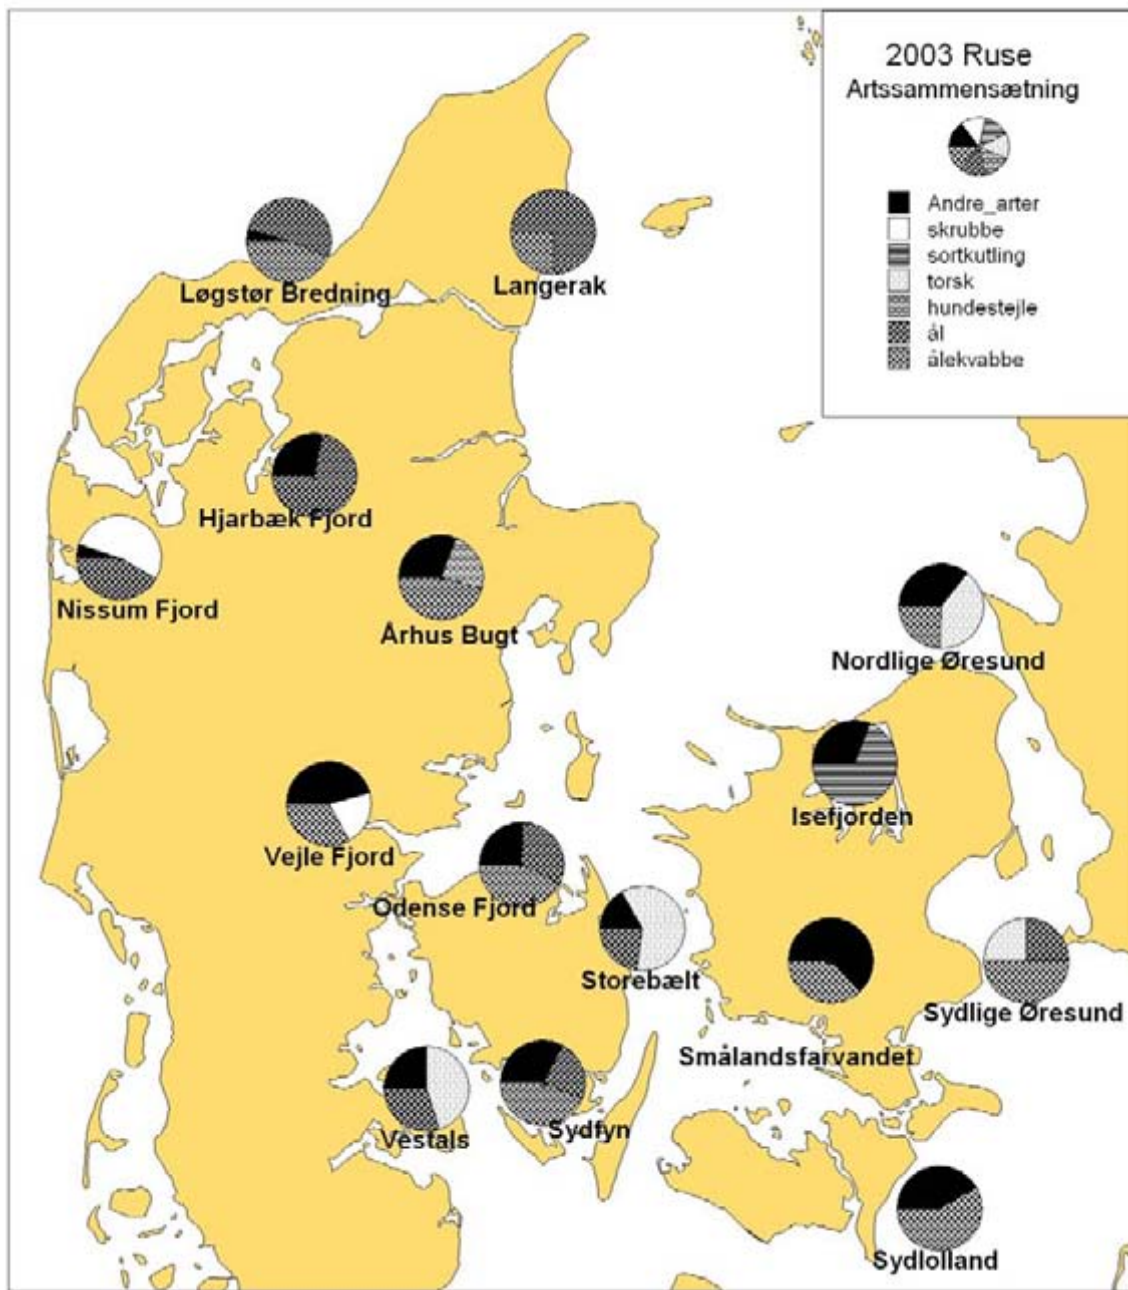 2003 Ruse
Artssammensætning
Andre_arter
skrubbe
sortkutling
torsk
hundestejle
ål
ålekvabbe
Løgstør Bredning
Langerak
Hjarbæk Fjord
Nissum Fjord
Århus Bugt
Nordlige Øresund
Isefjorden
Vejle Fjord
Odense Fjord
Storebælt
Sydlige Øresund
Smålandsfarvandet
Vestals
Sydfyn
Sydlolland